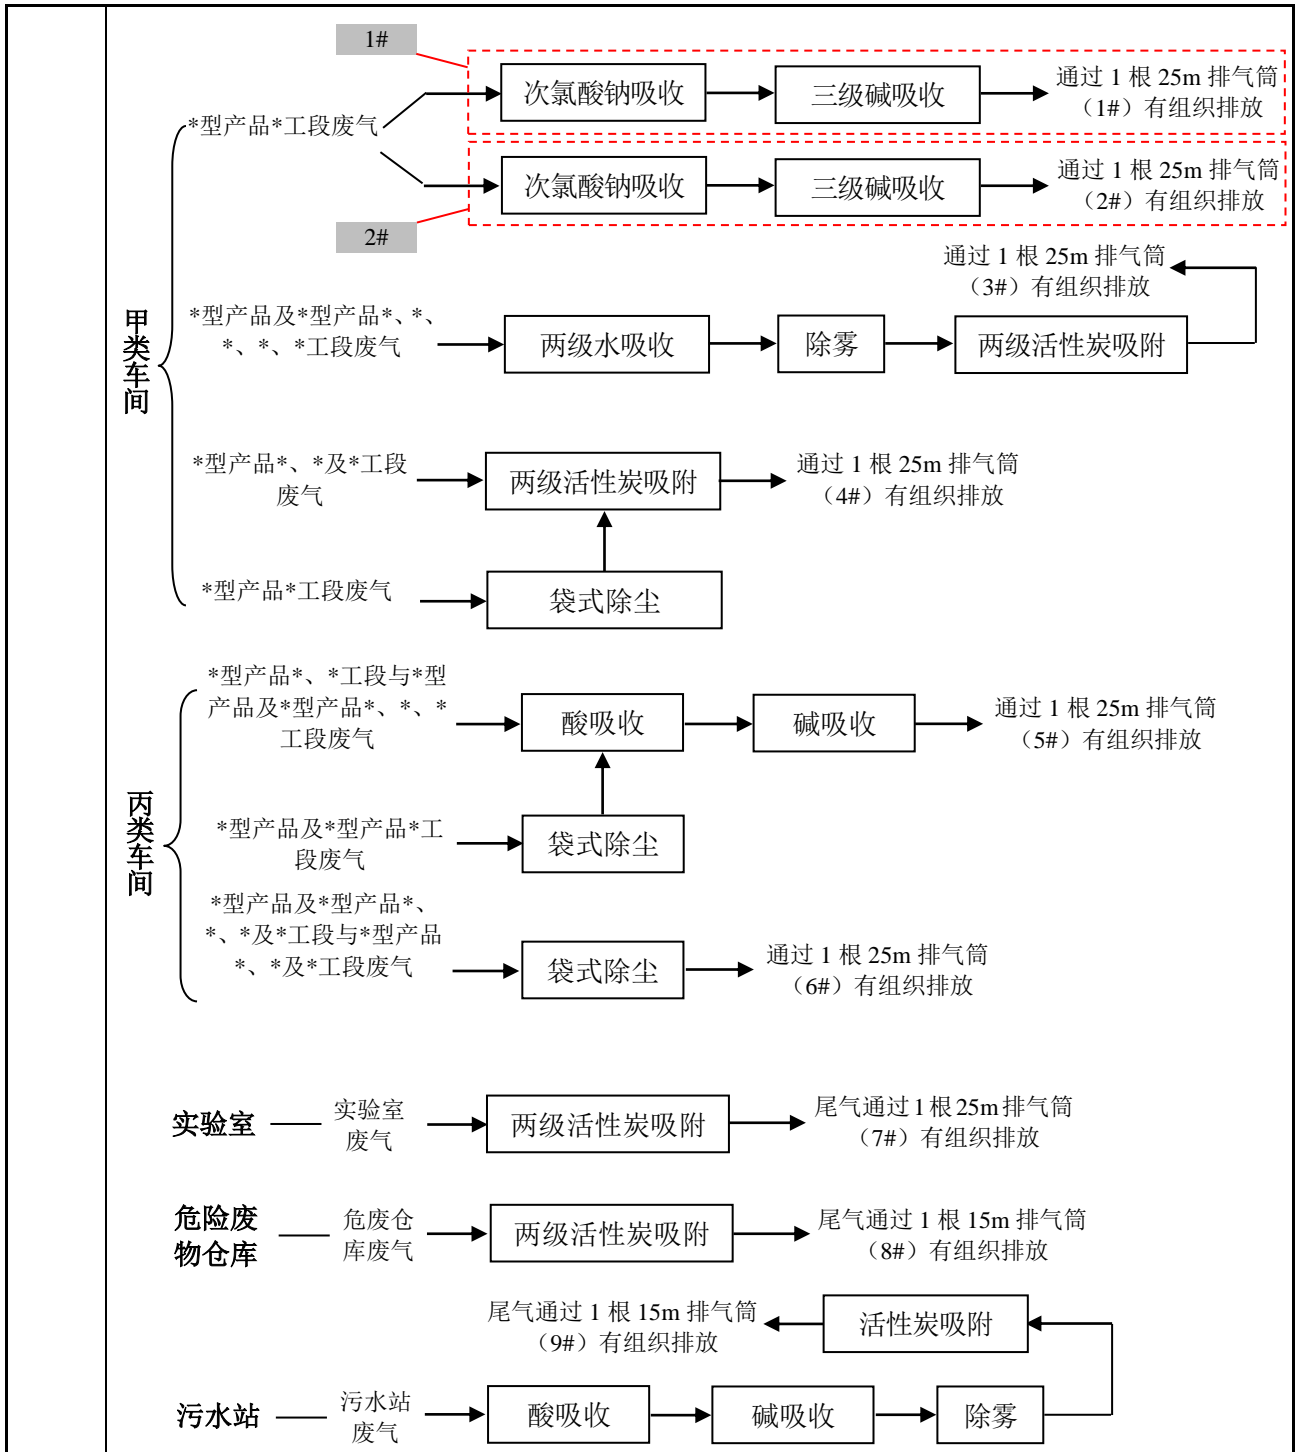 1#
次氯酸钠吸收
三级碱吸收
通过 1 根 25m 排气筒
（1#）有组织排放
*型产品*工段废气
次氯酸钠吸收
三级碱吸收
通过 1 根 25m 排气筒
（2#）有组织排放
2#
通过 1 根 25m 排气筒
（3#）有组织排放
甲类车间
*型产品及*型产品*、*、
*、*、*工段废气
两级水吸收
除雾
两级活性炭吸附
*型产品*、*及*工段
废气
两级活性炭吸附
通过 1 根 25m 排气筒
（4#）有组织排放
*型产品*工段废气
袋式除尘
*型产品*、*工段与*型
产品及*型产品*、*、*
工段废气
酸吸收
碱吸收
通过 1 根 25m 排气筒
（5#）有组织排放
丙类车间
*型产品及*型产品*工
段废气
袋式除尘
*型产品及*型产品*、
*、*及*工段与*型产品
*、*及*工段废气
袋式除尘
通过 1 根 25m 排气筒
（6#）有组织排放
实验室
实验室
废气
两级活性炭吸附
尾气通过 1 根 25m 排气筒
（7#）有组织排放
危险废
物仓库
危废仓
库废气
两级活性炭吸附
尾气通过 1 根 15m 排气筒
（8#）有组织排放
尾气通过 1 根 15m 排气筒
（9#）有组织排放
活性炭吸附
污水站
污水站
废气
酸吸收
碱吸收
除雾